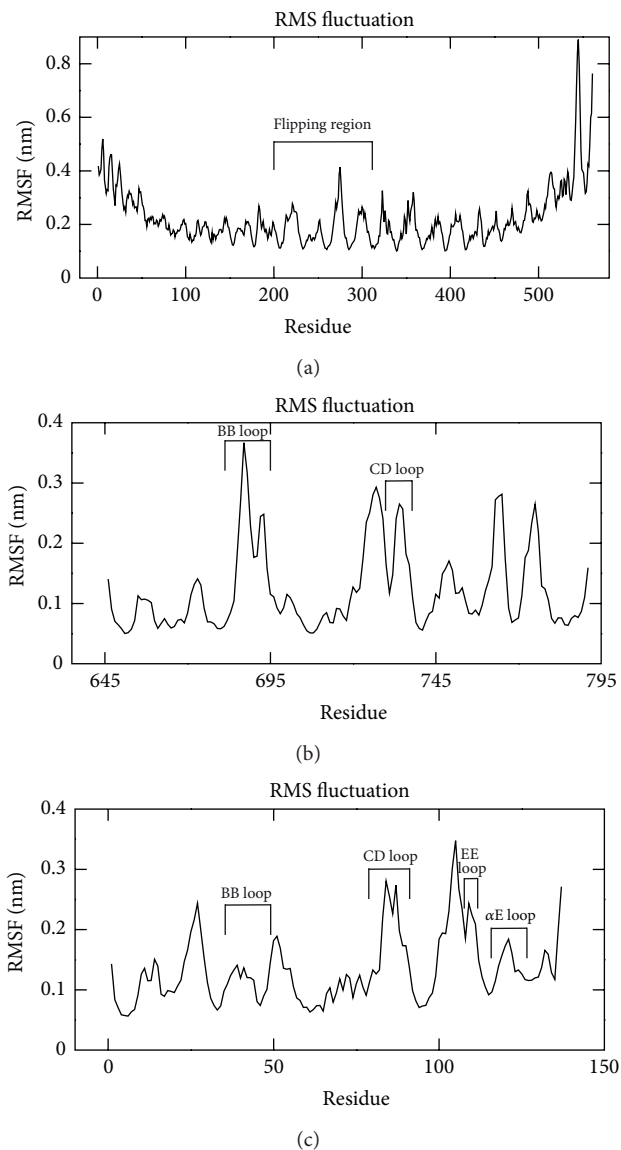 RMS fluctuation
0.8
0.6
0.4
0.2
0
RMSF (nm)
Flipping region
0 100 200 300 400 500
Residue
(a)
RMS fluctuation
0.4
0.3
0.2
0.1
0
RMSF (nm)
BB loop
CD loop
645 695 745 795
Residue
(b)
RMS fluctuation
0.4
0.3
0.2
0.1
0
RMSF (nm)
BB loop
CD loop
EE
loop
αE loop
0 50 100 150
Residue
(c)